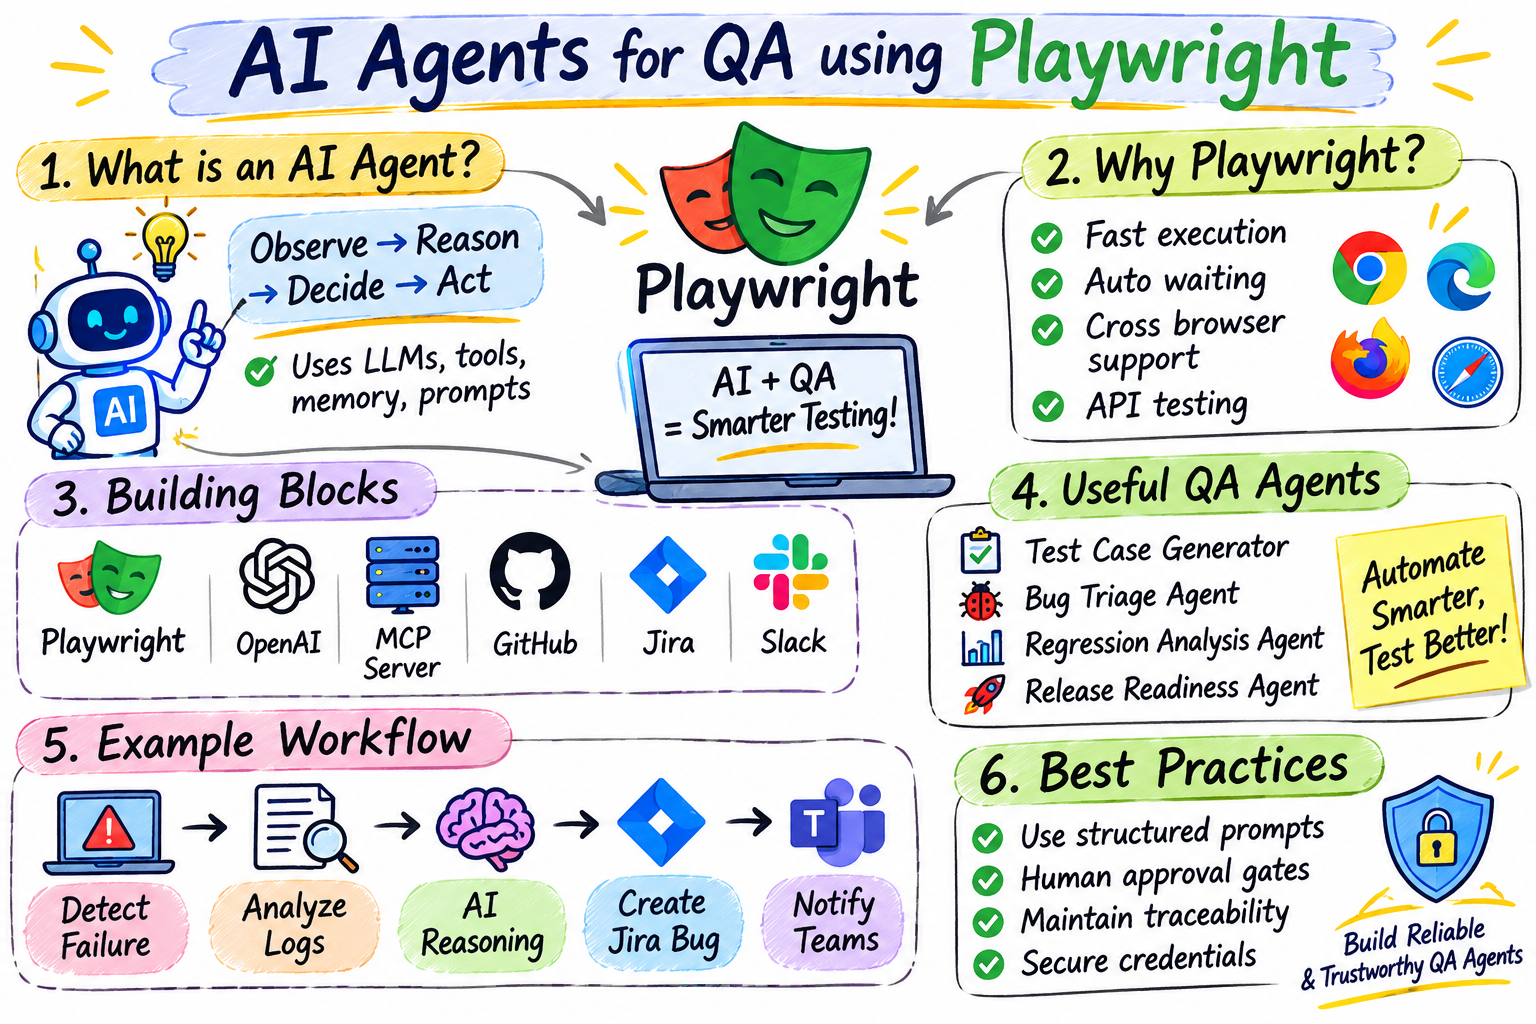 AI Agents for QA using Playwright
1. What is an AI Agent?
Observe → Reason
→ Decide → Act
Uses LLMs, tools,
memory, prompts
AI
Playwright
AI + QA
= Smarter Testing!
2. Why Playwright?
Fast execution
Auto waiting
Cross browser
support
API testing
3. Building Blocks
Playwright
OpenAI
MCP
Server
GitHub
Jira
Slack
4. Useful QA Agents
Test Case Generator
Bug Triage Agent
Regression Analysis Agent
Release Readiness Agent
Automate
Smarter,
Test Better!
5. Example Workflow
T
Detect
Failure
Analyze
Logs
AI
Reasoning
Create
Jira Bug
Notify
Teams
6. Best Practices
Use structured prompts
Human approval gates
Maintain traceability
Secure credentials
Build Reliable
& Trustworthy QA Agents